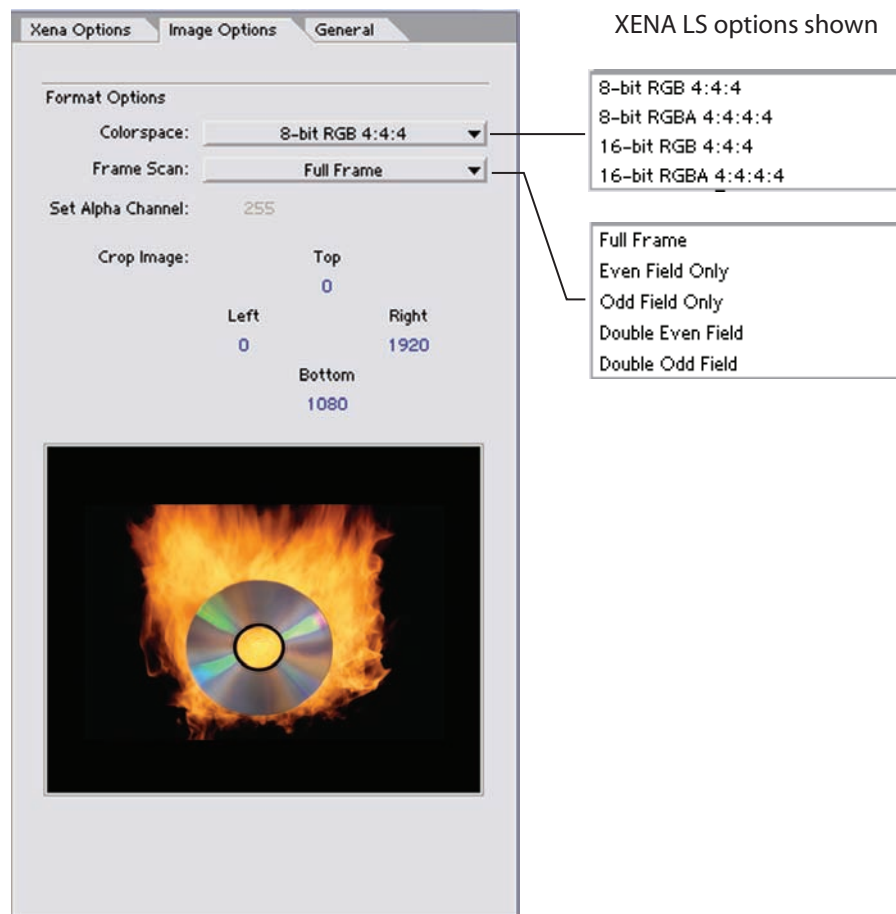 XENA LS options shown
Xena Options Image Options General
Format Options
Colorspace: 8-bit RGB 4:4:4
Frame Scan: Full Frame
Set Alpha Channel: 255
Crop Image: Top
0
Left Right
0 1920
Bottom
1080
8-bit RGB 4:4:4
8-bit RGBA 4:4:4:4
16-bit RGB 4:4:4
16-bit RGBA 4:4:4:4
Full Frame
Even Field Only
Odd Field Only
Double Even Field
Double Odd Field